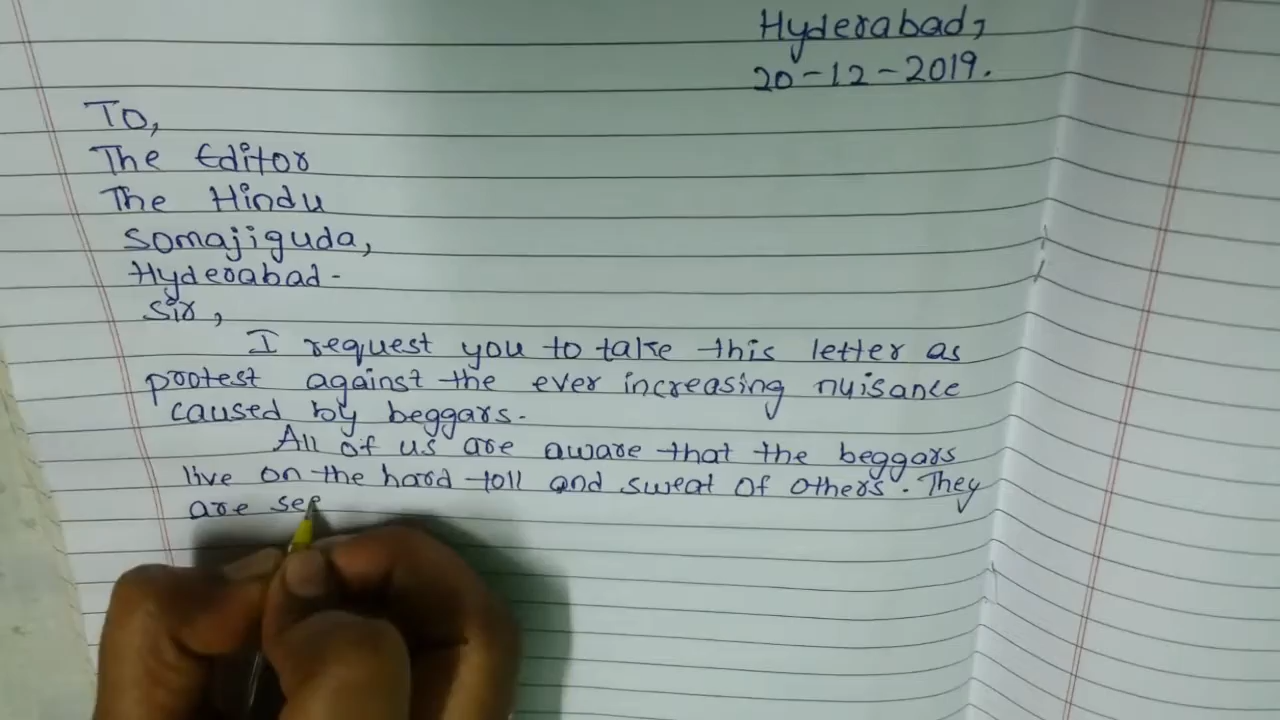 Hyderabad,
20-12-2019.
To,
The Editor
The Hindu
Somajiguda,
Hyderabad-
Sir,
I request you to take this letter as
protest against the ever increasing nuisance
caused by beggars.
All of us are aware that the beggars
live on the hard toll and sweat of others. They
are see